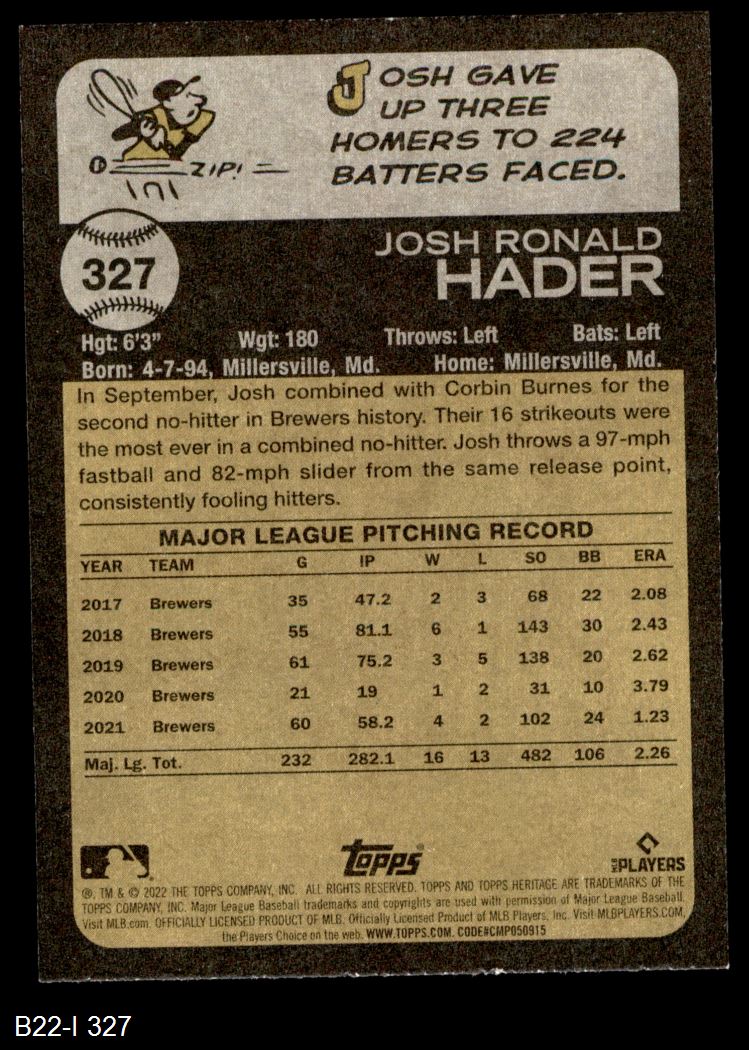 JOSH GAVE
UP THREE
HOMERS TO 224
BATTERS FACED.
ZIP!
327
JOSH RONALD
HADER
Hgt: 6'3" Wgt: 180 Throws: Left Bats: Left
Born: 4-7-94, Millersville, Md. Home: Millersville, Md.
In September, Josh combined with Corbin Burnes for the
second no-hitter in Brewers history. Their 16 strikeouts were
the most ever in a combined no-hitter. Josh throws a 97-mph
fastball and 82-mph slider from the same release point,
consistently fooling hitters.
MAJOR LEAGUE PITCHING RECORD
YEAR TEAM G IP W L SO BB ERA
2017 Brewers 35 47.2 2 3 68 22 2.08
2018 Brewers 55 81.1 6 1 143 30 2.43
2019 Brewers 61 75.2 3 5 138 20 2.62
2020 Brewers 21 19 1 2 31 10 3.79
2021 Brewers 60 58.2 4 2 102 24 1.23
Maj. Lg. Tot. 232 282.1 16 13 482 106 2.26
Topps
MLB PLAYERS
®, TM & © 2022 THE TOPPS COMPANY, INC. ALL RIGHTS RESERVED. TOPPS AND TOPPS HERITAGE ARE TRADEMARKS OF THE
TOPPS COMPANY, INC. Major League Baseball trademarks and copyrights are used with permission of Major League Baseball.
Visit MLB.com. OFFICIALLY LICENSED PRODUCT OF MLB. Officially Licensed Product of MLB Players, Inc. Visit MLBPLAYERS.COM,
the Players Choice on the web. WWW.TOPPS.COM. CODE#CMP050915
B22-I 327